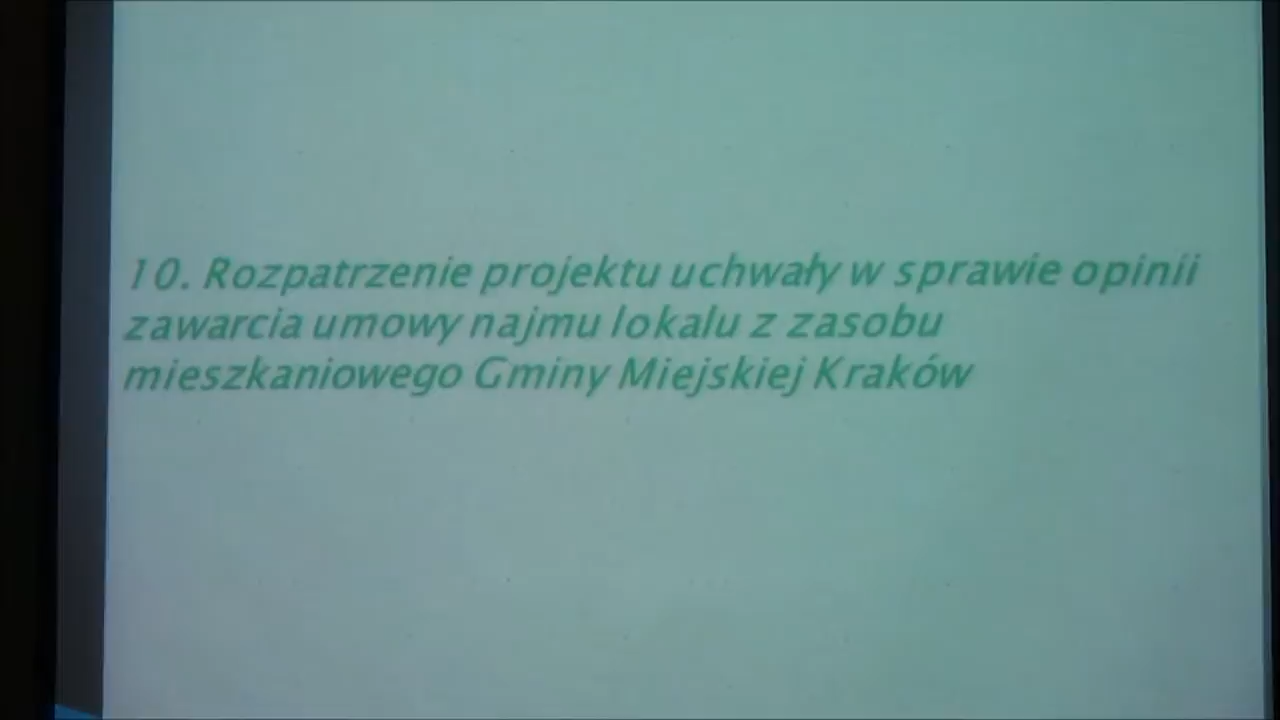 10. Rozpatrzenie projektu uchwały w sprawie opinii
zawarcia umowy najmu lokalu z zasobu
mieszkaniowego Gminy Miejskiej Kraków